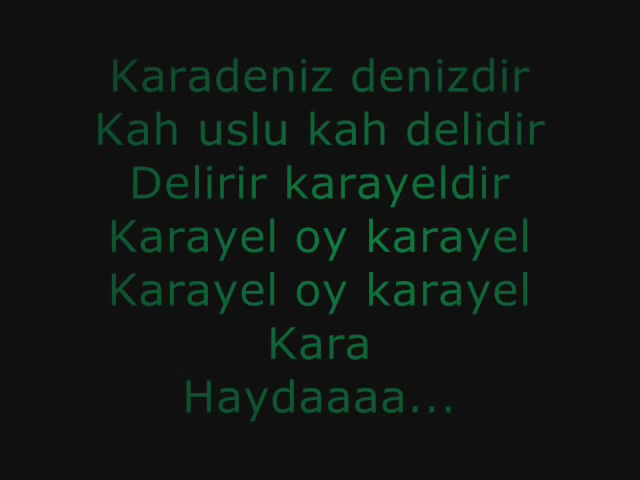 Karadeniz denizdir
Kah uslu kah delidir
Delirir karayeldir
Karayel oy karayel
Karayel oy karayel
Kara
Haydaaaa...